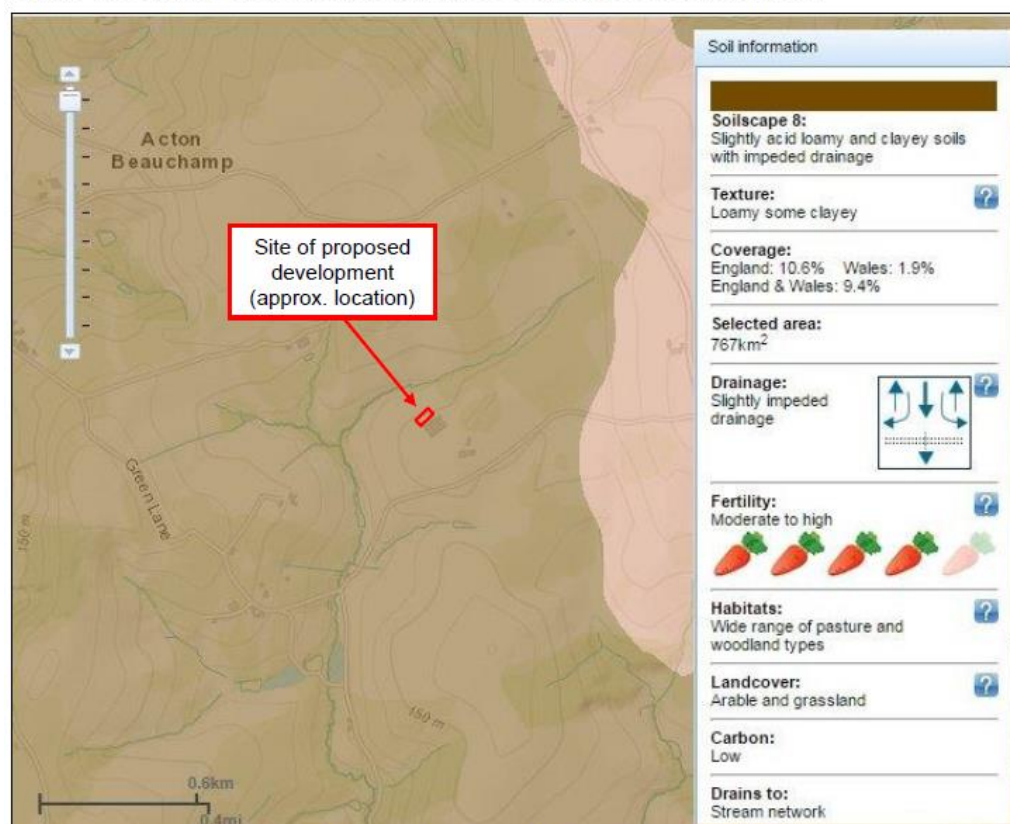 Acton
Beauchamp
Site of proposed
development
(approx. location)
Green Lane
150 m
150 m
0.6km
0.4mi
Soil information
Soilscape 8:
Slightly acid loamy and clayey soils
with impeded drainage
Texture:
Loamy some clayey
Coverage:
England: 10.6% Wales: 1.9%
England & Wales: 9.4%
Selected area:
767km²
Drainage:
Slightly impeded
drainage
Fertility:
Moderate to high
Habitats:
Wide range of pasture and
woodland types
Landcover:
Arable and grassland
Carbon:
Low
Drains to:
Stream network
?
?
?
?
?